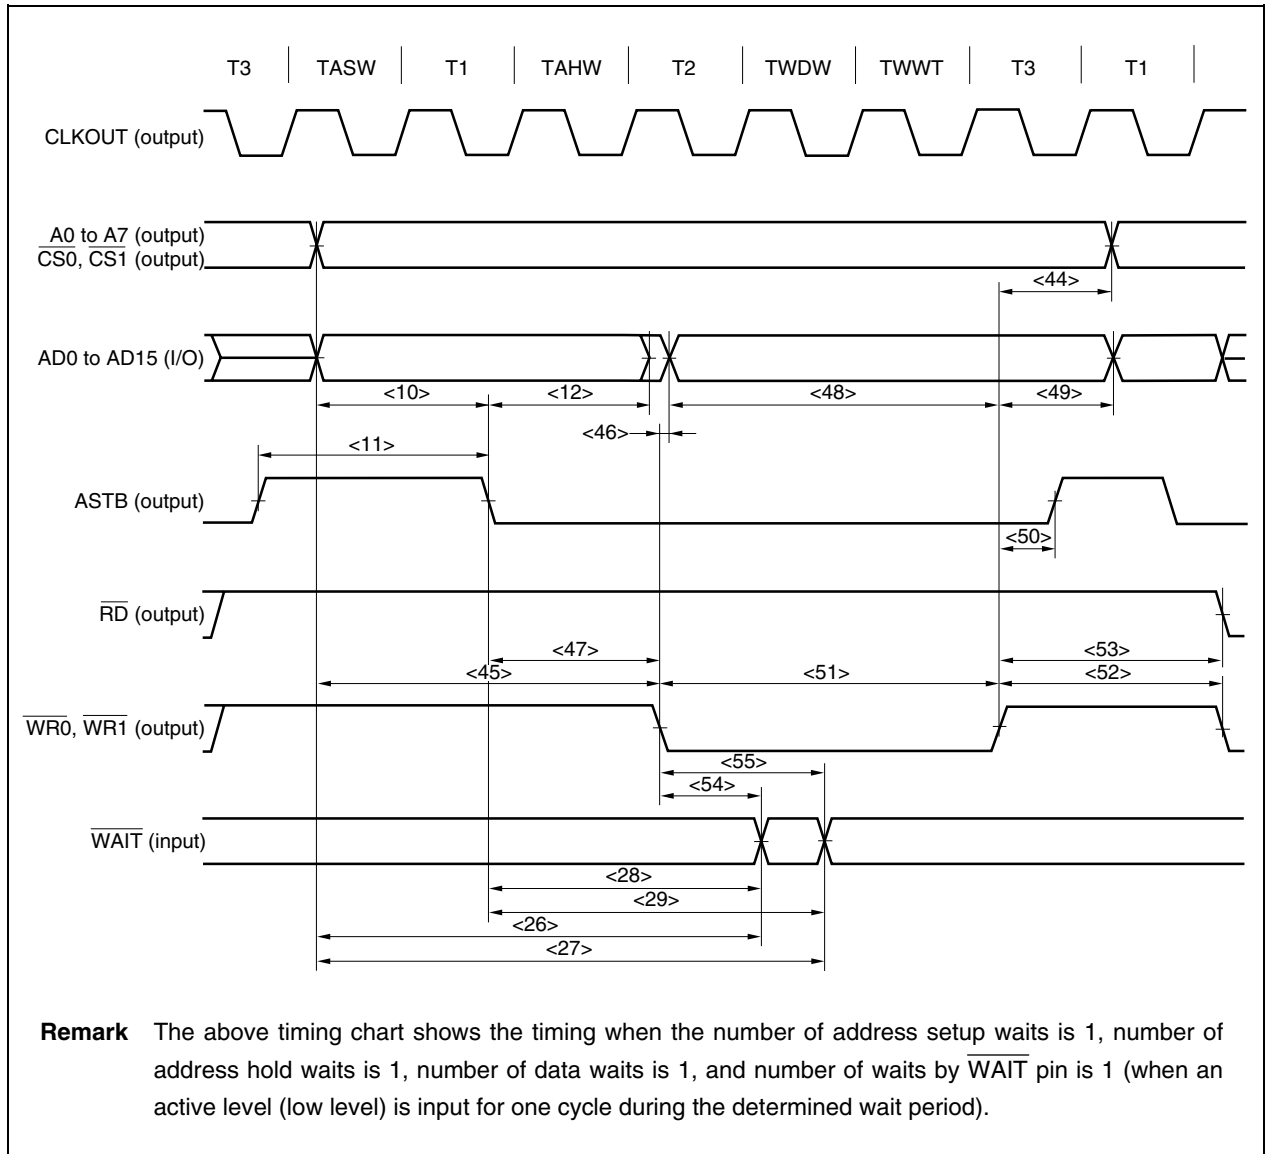 T3 TASW T1 TAHW T2 TWDW TWWT T3 T1
CLKOUT (output)
A0 to A7 (output)
CS0, CS1 (output)
<44>
AD0 to AD15 (I/O)
<10> <12> <48> <49>
<46>
<11>
ASTB (output)
<50>
RD (output)
<47> <53>
<45> <51> <52>
WR0, WR1 (output)
<55>
<54>
WAIT (input)
<28>
<29>
<26>
<27>
Remark The above timing chart shows the timing when the number of address setup waits is 1, number of
address hold waits is 1, number of data waits is 1, and number of waits by WAIT pin is 1 (when an
active level (low level) is input for one cycle during the determined wait period).